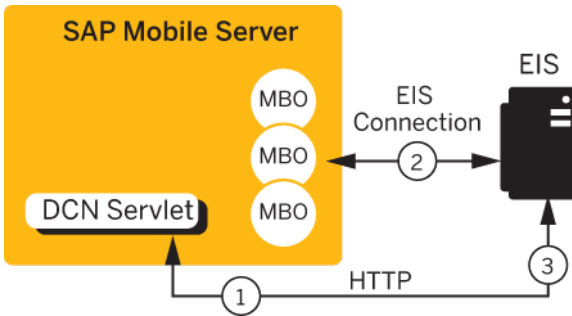 SAP Mobile Server
EIS
MBO
EIS
Connection
MBO
2
DCN Servlet
MBO
3
HTTP
1